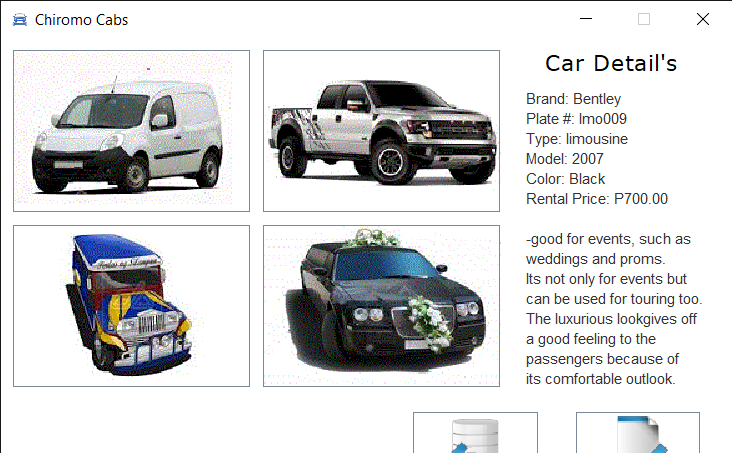 Chiromo Cabs
Car Detail's
Brand: Bentley
Plate #: lmo009
Type: limousine
Model: 2007
Color: Black
Rental Price: P700.00
-good for events, such as
weddings and proms.
Its not only for events but
can be used for touring too.
The luxurious lookgives off
a good feeling to the
passengers because of
its comfortable outlook.